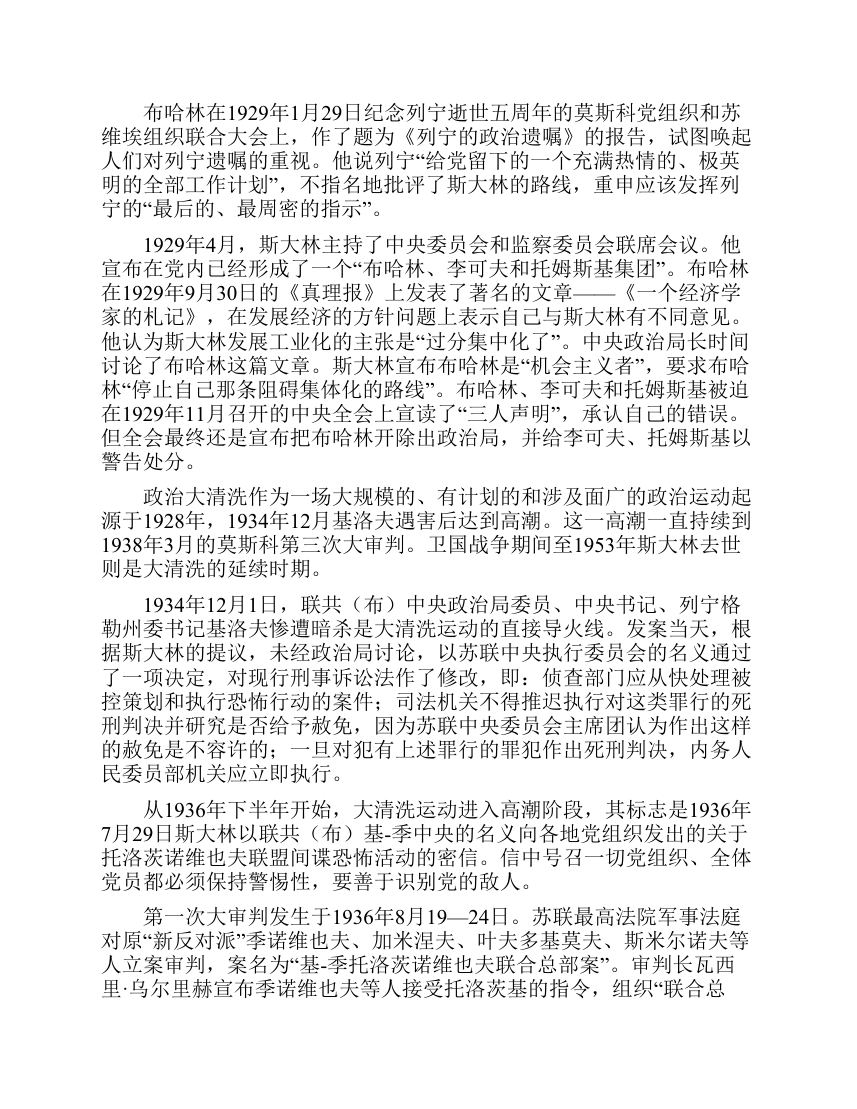 布哈林在1929年1月29日纪念列宁逝世五周年的莫斯科党组织和苏
维埃组织联合大会上，作了题为《列宁的政治遗嘱》的报告，试图唤起
人们对列宁遗嘱的重视。他说列宁“给党留下的一个充满热情的、极英
明的全部工作计划”，不指名地批评了斯大林的路线，重申应该发挥列
宁的“最后的、最周密的指示”。
1929年4月，斯大林主持了中央委员会和监察委员会联席会议。他
宣布在党内已经形成了一个“布哈林、李可夫和托姆斯基集团”。布哈林
在1929年9月30日的《真理报》上发表了著名的文章——《一个经济学
家的札记》，在发展经济的方针问题上表示自己与斯大林有不同意见。
他认为斯大林发展工业化的主张是“过分集中化了”。中央政治局长时间
讨论了布哈林这篇文章。斯大林宣布布哈林是“机会主义者”，要求布哈
林“停止自己那条阻碍集体化的路线”。布哈林、李可夫和托姆斯基被迫
在1929年11月召开的中央全会上宣读了“三人声明”，承认自己的错误。
但全会最终还是宣布把布哈林开除出政治局，并给李可夫、托姆斯基以
警告处分。
政治大清洗作为一场大规模的、有计划的和涉及面广的政治运动起
源于1928年，1934年12月基洛夫遇害后达到高潮。这一高潮一直持续到
1938年3月的莫斯科第三次大审判。卫国战争期间至1953年斯大林去世
则是大清洗的延续时期。
1934年12月1日，联共（布）中央政治局委员、中央书记、列宁格
勒州委书记基洛夫惨遭暗杀是大清洗运动的直接导火线。发案当天，根
据斯大林的提议，未经政治局讨论，以苏联中央执行委员会的名义通过
了一项决定，对现行刑事诉讼法作了修改，即：侦查部门应从快处理被
控策划和执行恐怖行动的案件；司法机关不得推迟执行对这类罪行的死
刑判决并研究是否给予赦免，因为苏联中央委员会主席团认为作出这样
的赦免是不容许的；一旦对犯有上述罪行的罪犯作出死刑判决，内务人
民委员部机关应立即执行。
从1936年下半年开始，大清洗运动进入高潮阶段，其标志是1936年
7月29日斯大林以联共（布）基-季中央的名义向各地党组织发出的关于
托洛茨诺维也夫联盟间谍恐怖活动的密信。信中号召一切党组织、全体
党员都必须保持警惕性，要善于识别党的敌人。
第一次大审判发生于1936年8月19—24日。苏联最高法院军事法庭
对原“新反对派”季诺维也夫、加米涅夫、叶夫多基莫夫、斯米尔诺夫等
人立案审判，案名为“基-季托洛茨诺维也夫联合总部案”。审判长瓦西
里·乌尔里赫宣布季诺维也夫等人接受托洛茨基的指令，组织“联合总